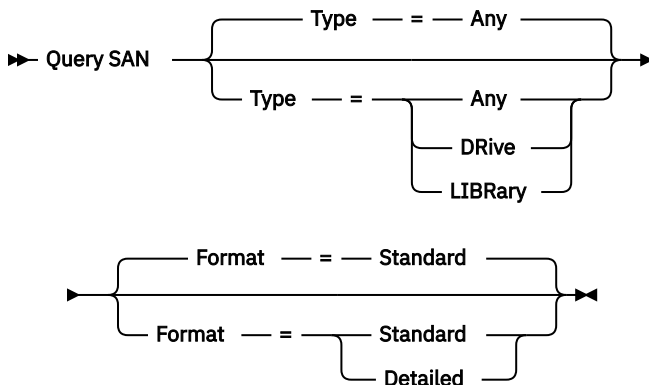 Type = Any
Query SAN
Type = Any
DRive
LIBRary
Format = Standard
Format = Standard
Detailed